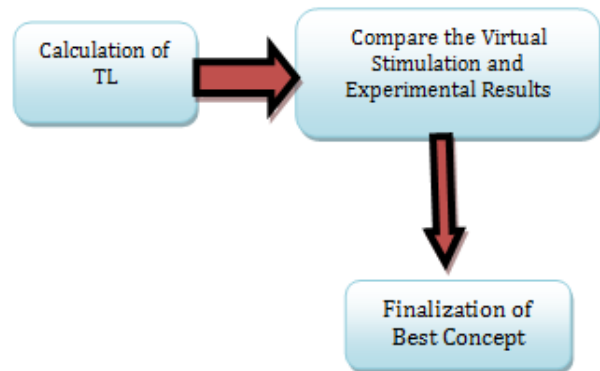 Calculation of
TL
Compare the Virtual
Stimulation and
Experimental Results
Finalization of
Best Concept